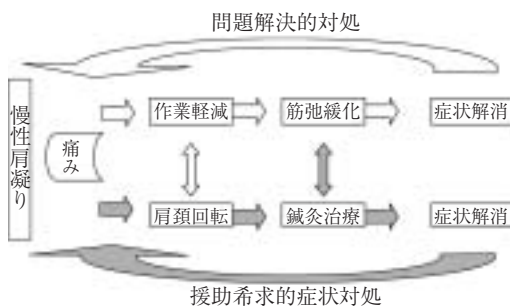 問題解決的対処
慢性肩凝り
痛み
作業軽減
筋弛緩化
症状解消
肩頚回転
鍼灸治療
症状解消
援助希求的症状対処